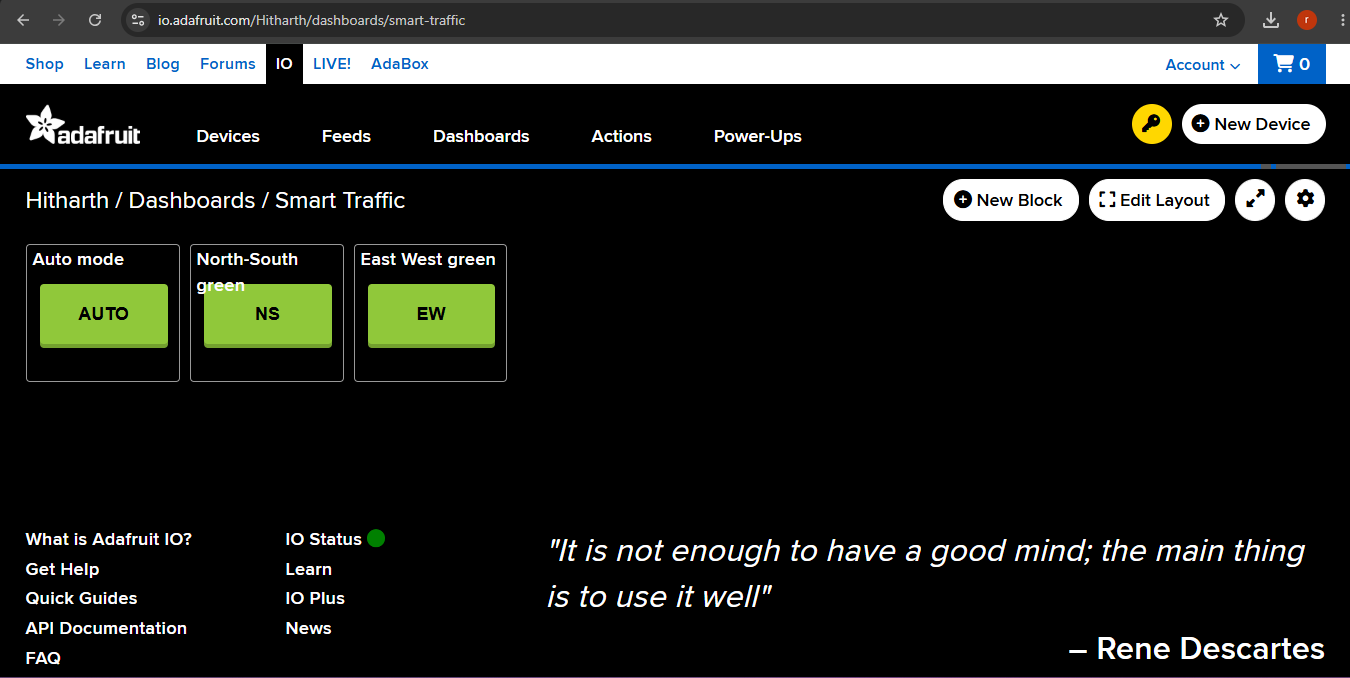 io.adafruit.com/Hitharth/dashboards/smart-traffic
r
Shop Learn Blog Forums IO LIVE! AdaBox Account 0
adafruit Devices Feeds Dashboards Actions Power-Ups New Device
Hitharth / Dashboards / Smart Traffic New Block Edit Layout
Auto mode
AUTO
North-South
green
NS
East West green
EW
What is Adafruit IO?
Get Help
Quick Guides
API Documentation
FAQ
IO Status
Learn
IO Plus
News
"It is not enough to have a good mind; the main thing
is to use it well"
– Rene Descartes